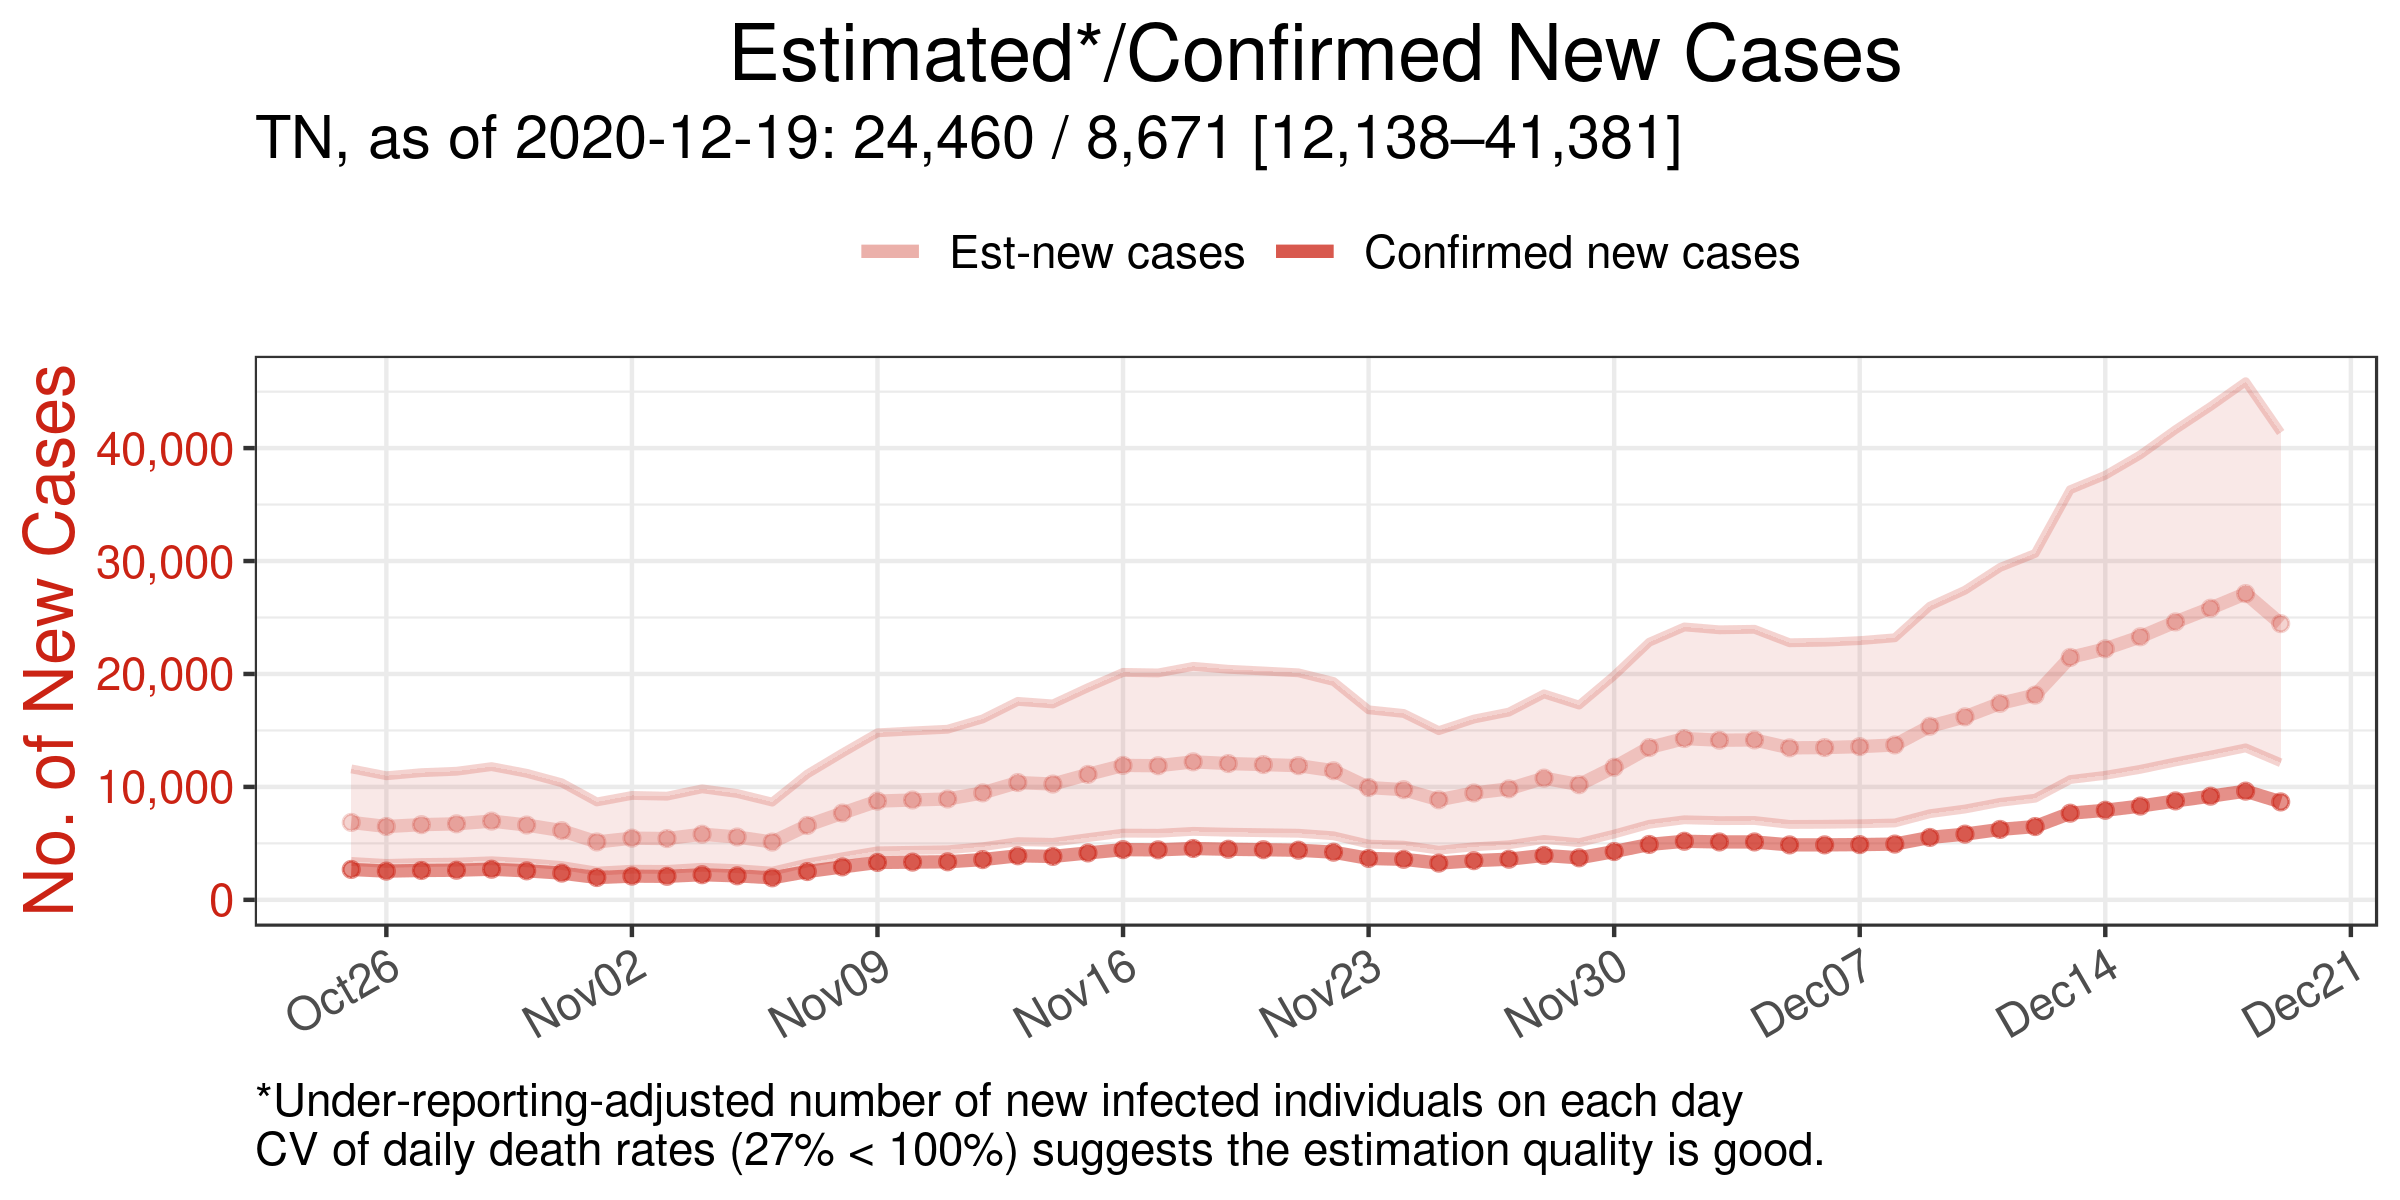 Estimated*/Confirmed New Cases
TN, as of 2020-12-19: 24,460 / 8,671 [12,138–41,381]
Est-new cases
Confirmed new cases
No. of New Cases
40,000
30,000
20,000
10,000
0
Oct26
Nov02
Nov09
Nov16
Nov23
Nov30
Dec07
Dec14
Dec21
*Under-reporting-adjusted number of new infected individuals on each day
CV of daily death rates (27% < 100%) suggests the estimation quality is good.